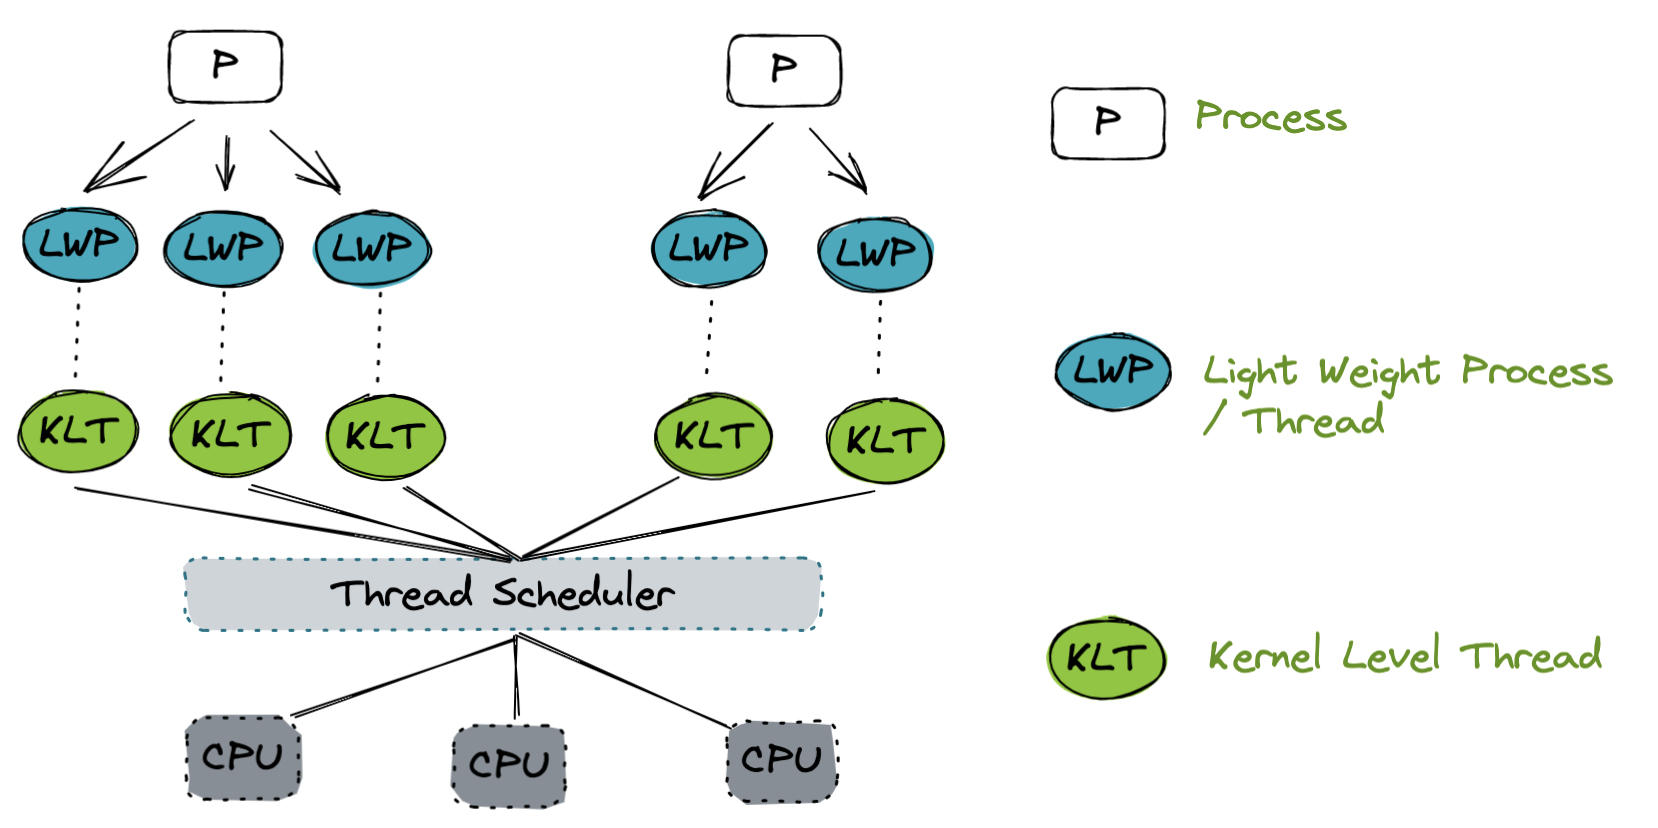 P
P
P
Process
LWP
LWP
LWP
LWP
LWP
LWP
Light Weight Process
/ Thread
KLT
KLT
KLT
KLT
KLT
Thread Scheduler
KLT
Kernel Level Thread
CPU
CPU
CPU